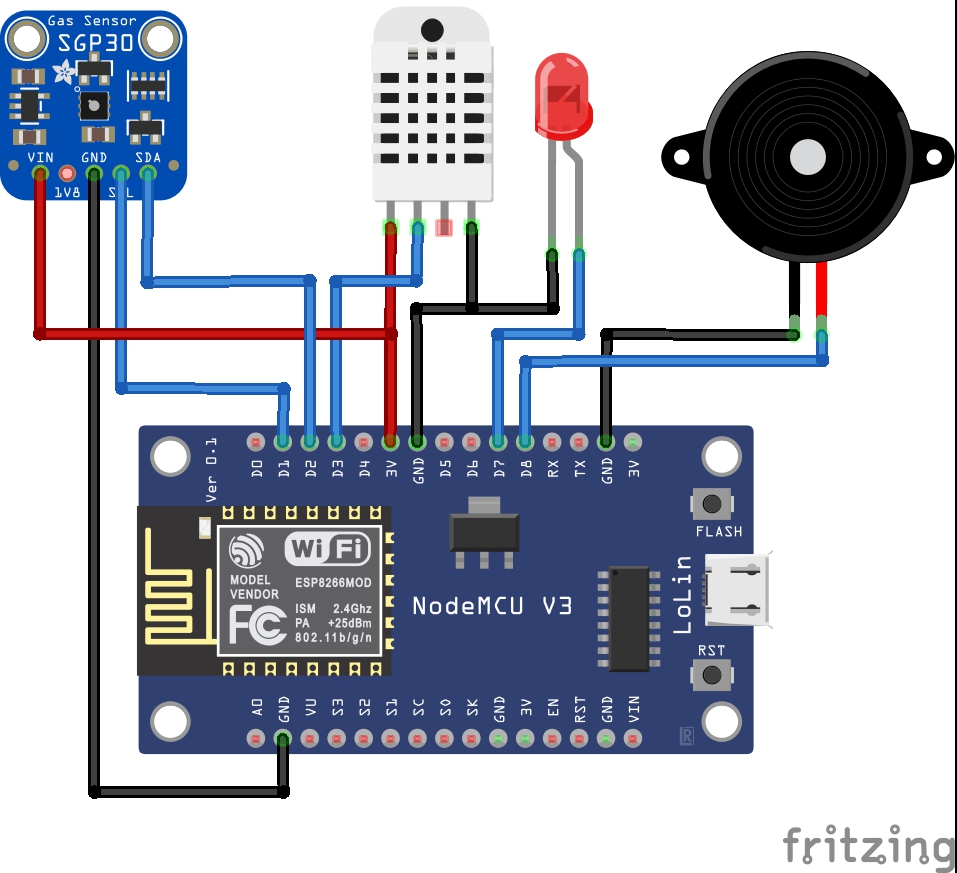 Gas Sensor
SGP30
VIN GND SDA
1V8
D0 D1 D2 D3 D4 3V GND D5 D6 D7 D8 RX TX GND 3V
Ver 0.1
FLASH
WiFi
MODEL ESP8266MOD
VENDOR
ISM 2.4Ghz
FC PA +25dBm
802.11b/g/n
NodeMCU V3
LoLin
RST
A0 GND VU S3 S2 S1 SC S0 SK GND 3V EN RST GND VIN
fritzing